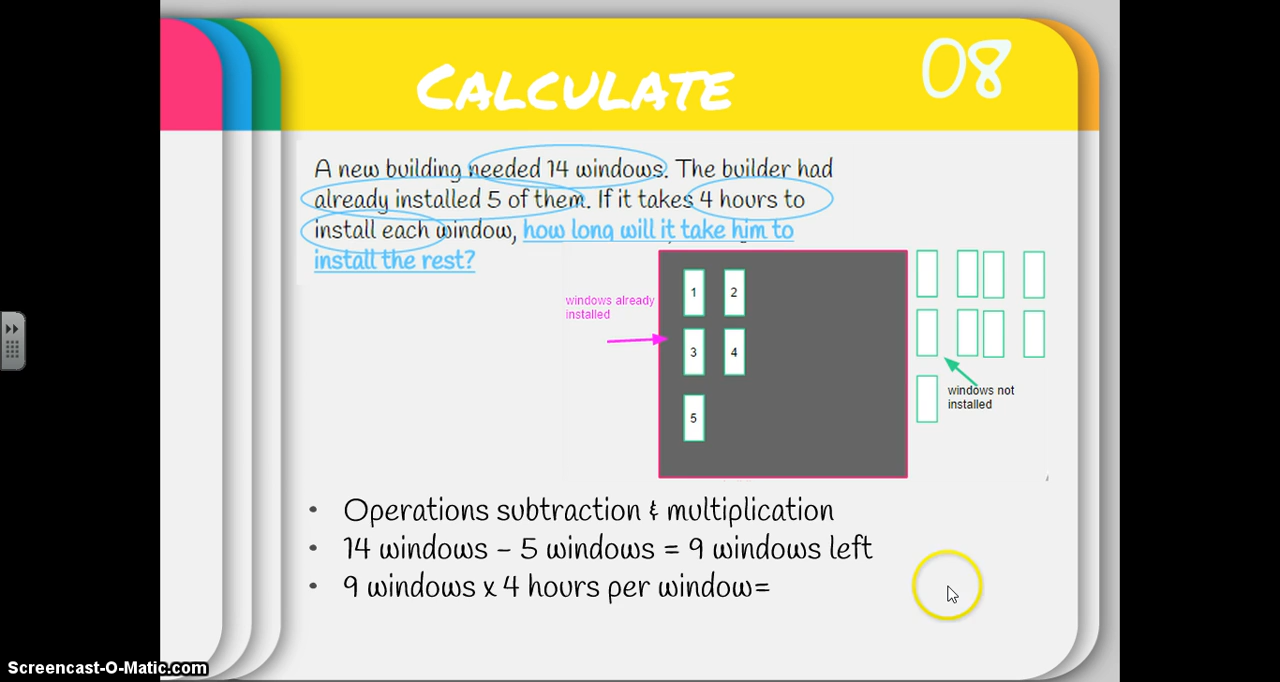 CALCULATE
08
A new building needed 14 windows. The builder had
already installed 5 of them. If it takes 4 hours to
install each window, how long will it take him to
install the rest?
windows already
installed
1 2
3 4
5
windows not
installed
• Operations subtraction & multiplication
• 14 windows - 5 windows = 9 windows left
• 9 windows x 4 hours per window=
Screencast-O-Matic.com